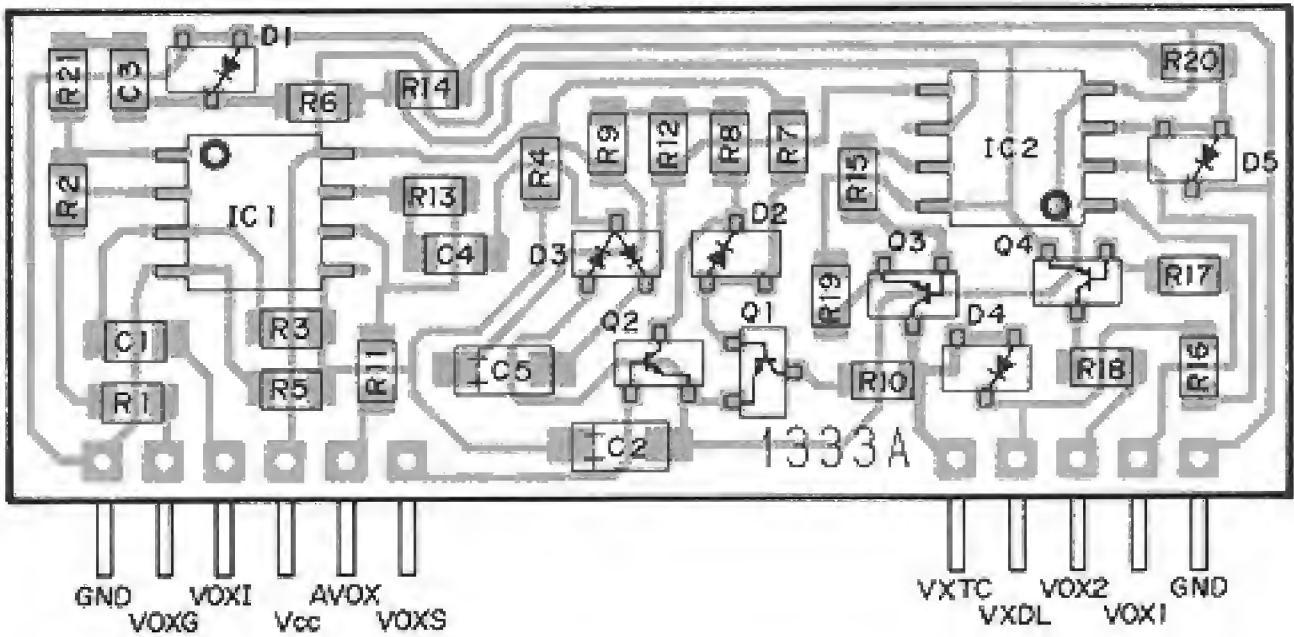 D1
R21
C3
R6
R14
R20
R9
R12
R8
R7
R4
R15
IC2
D5
R2
IC1
R13
C4
D3
D2
Q3
Q4
R19
R17
C1
R3
R11
C5
Q2
Q1
D4
R10
R18
R16
R1
R5
C2
1333A
GND
VOXG
VOXI
Vcc
AVOX
VOXS
VXTC
VXDL
VOX2
VOX1
GND